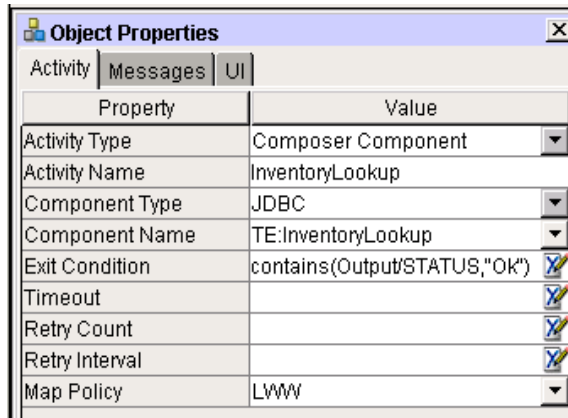 Object Properties
Activity Messages UI
Property Value
Activity Type Composer Component
Activity Name InventoryLookup
Component Type JDBC
Component Name TE:InventoryLookup
Exit Condition contains(Output/STATUS,"Ok")
Timeout
Retry Count
Retry Interval
Map Policy LWW